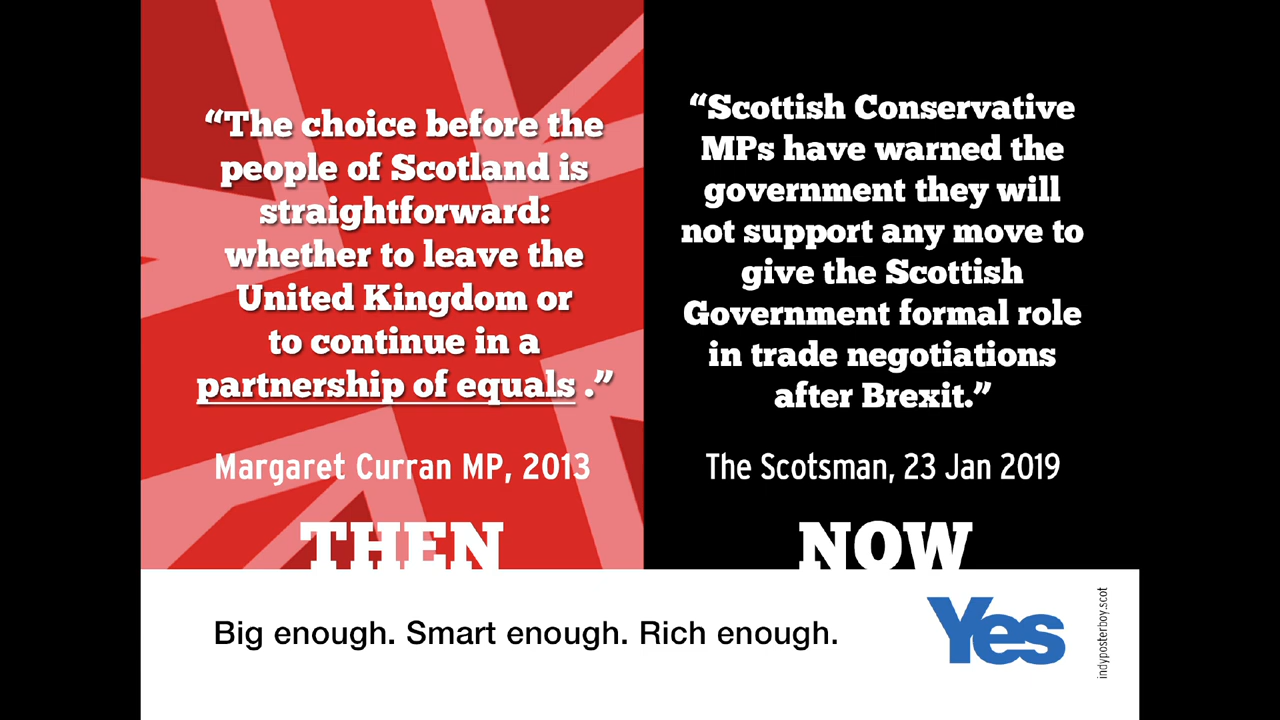 “The choice before the
people of Scotland is
straightforward:
whether to leave the
United Kingdom or
to continue in a
partnership of equals .”
Margaret Curran MP, 2013
THEN
“Scottish Conservative
MPs have warned the
government they will
not support any move to
give the Scottish
Government formal role
in trade negotiations
after Brexit.”
The Scotsman, 23 Jan 2019
NOW
Big enough. Smart enough. Rich enough.
Yes
indyposterboy.scot